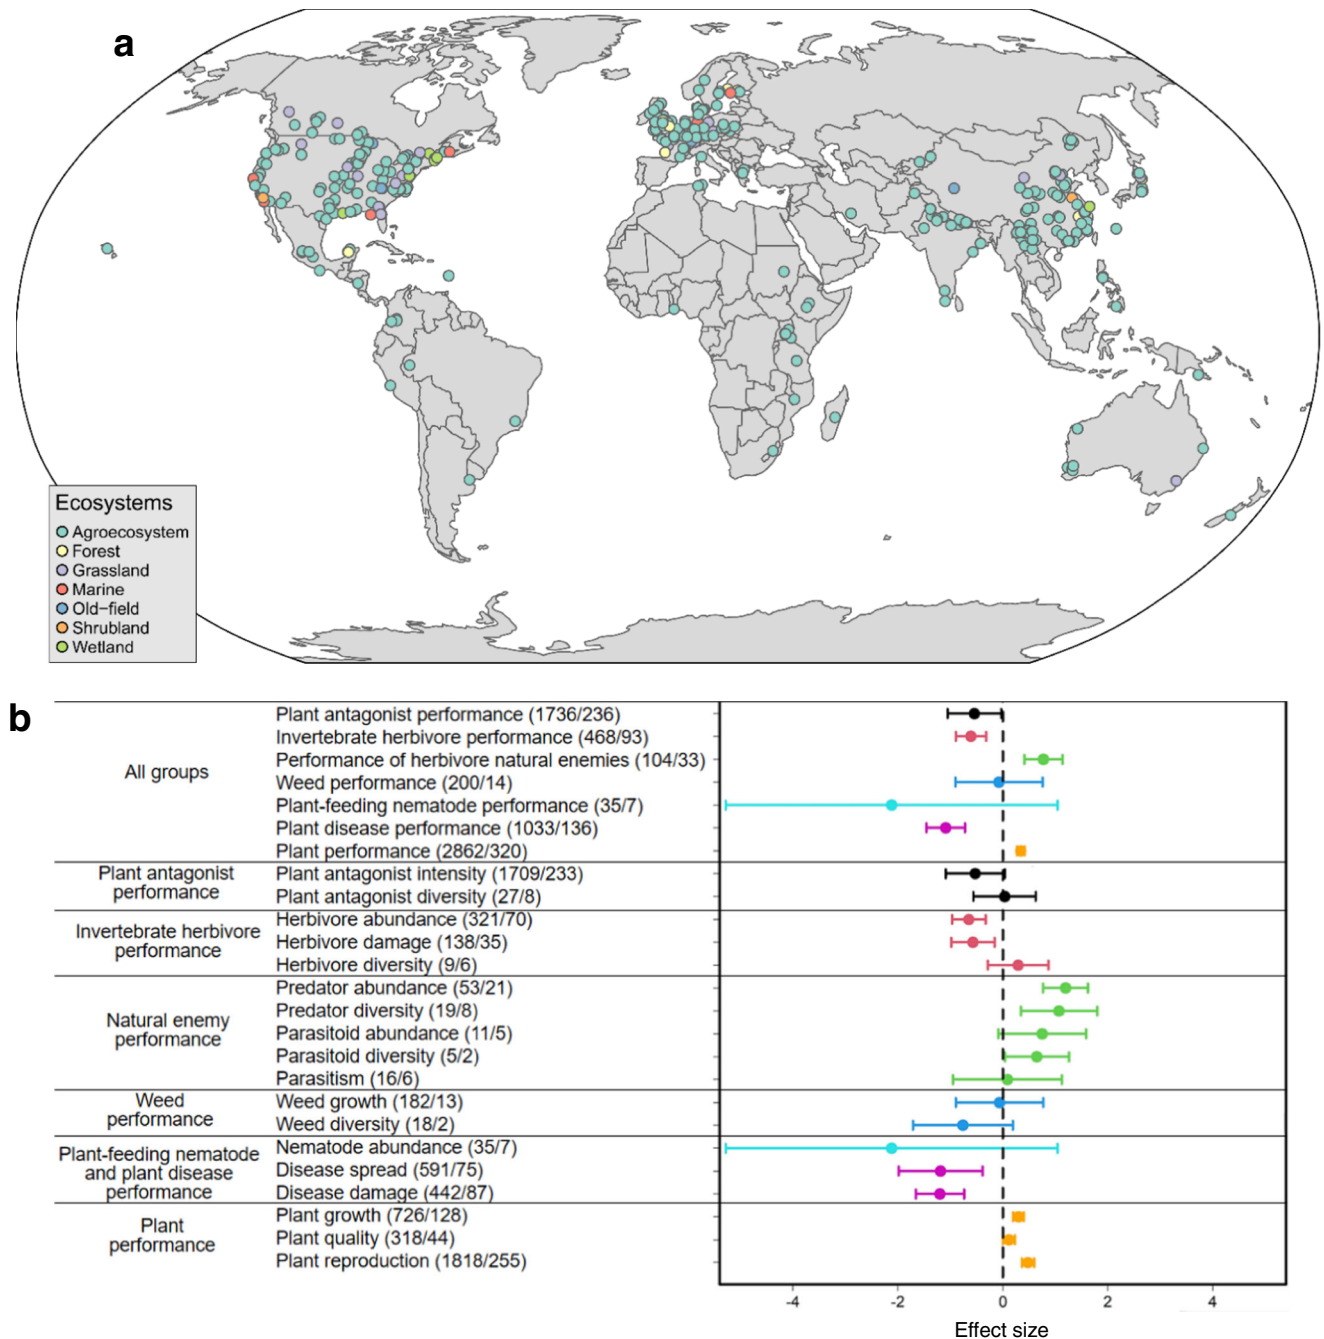 a
Ecosystems
Agroecosystem
Forest
Grassland
Marine
Old−field
Shrubland
Wetland
b
All groups
Plant antagonist performance (1736/236)
Invertebrate herbivore performance (468/93)
Performance of herbivore natural enemies (104/33)
Weed performance (200/14)
Plant-feeding nematode performance (35/7)
Plant disease performance (1033/136)
Plant performance (2862/320)
Plant antagonist
performance
Plant antagonist intensity (1709/233)
Plant antagonist diversity (27/8)
Invertebrate herbivore
performance
Herbivore abundance (321/70)
Herbivore damage (138/35)
Herbivore diversity (9/6)
Natural enemy
performance
Predator abundance (53/21)
Predator diversity (19/8)
Parasitoid abundance (11/5)
Parasitoid diversity (5/2)
Parasitism (16/6)
Weed
performance
Weed growth (182/13)
Weed diversity (18/2)
Plant-feeding nematode
and plant disease
performance
Nematode abundance (35/7)
Disease spread (591/75)
Disease damage (442/87)
Plant
performance
Plant growth (726/128)
Plant quality (318/44)
Plant reproduction (1818/255)
-4 -2 0 2 4
Effect size